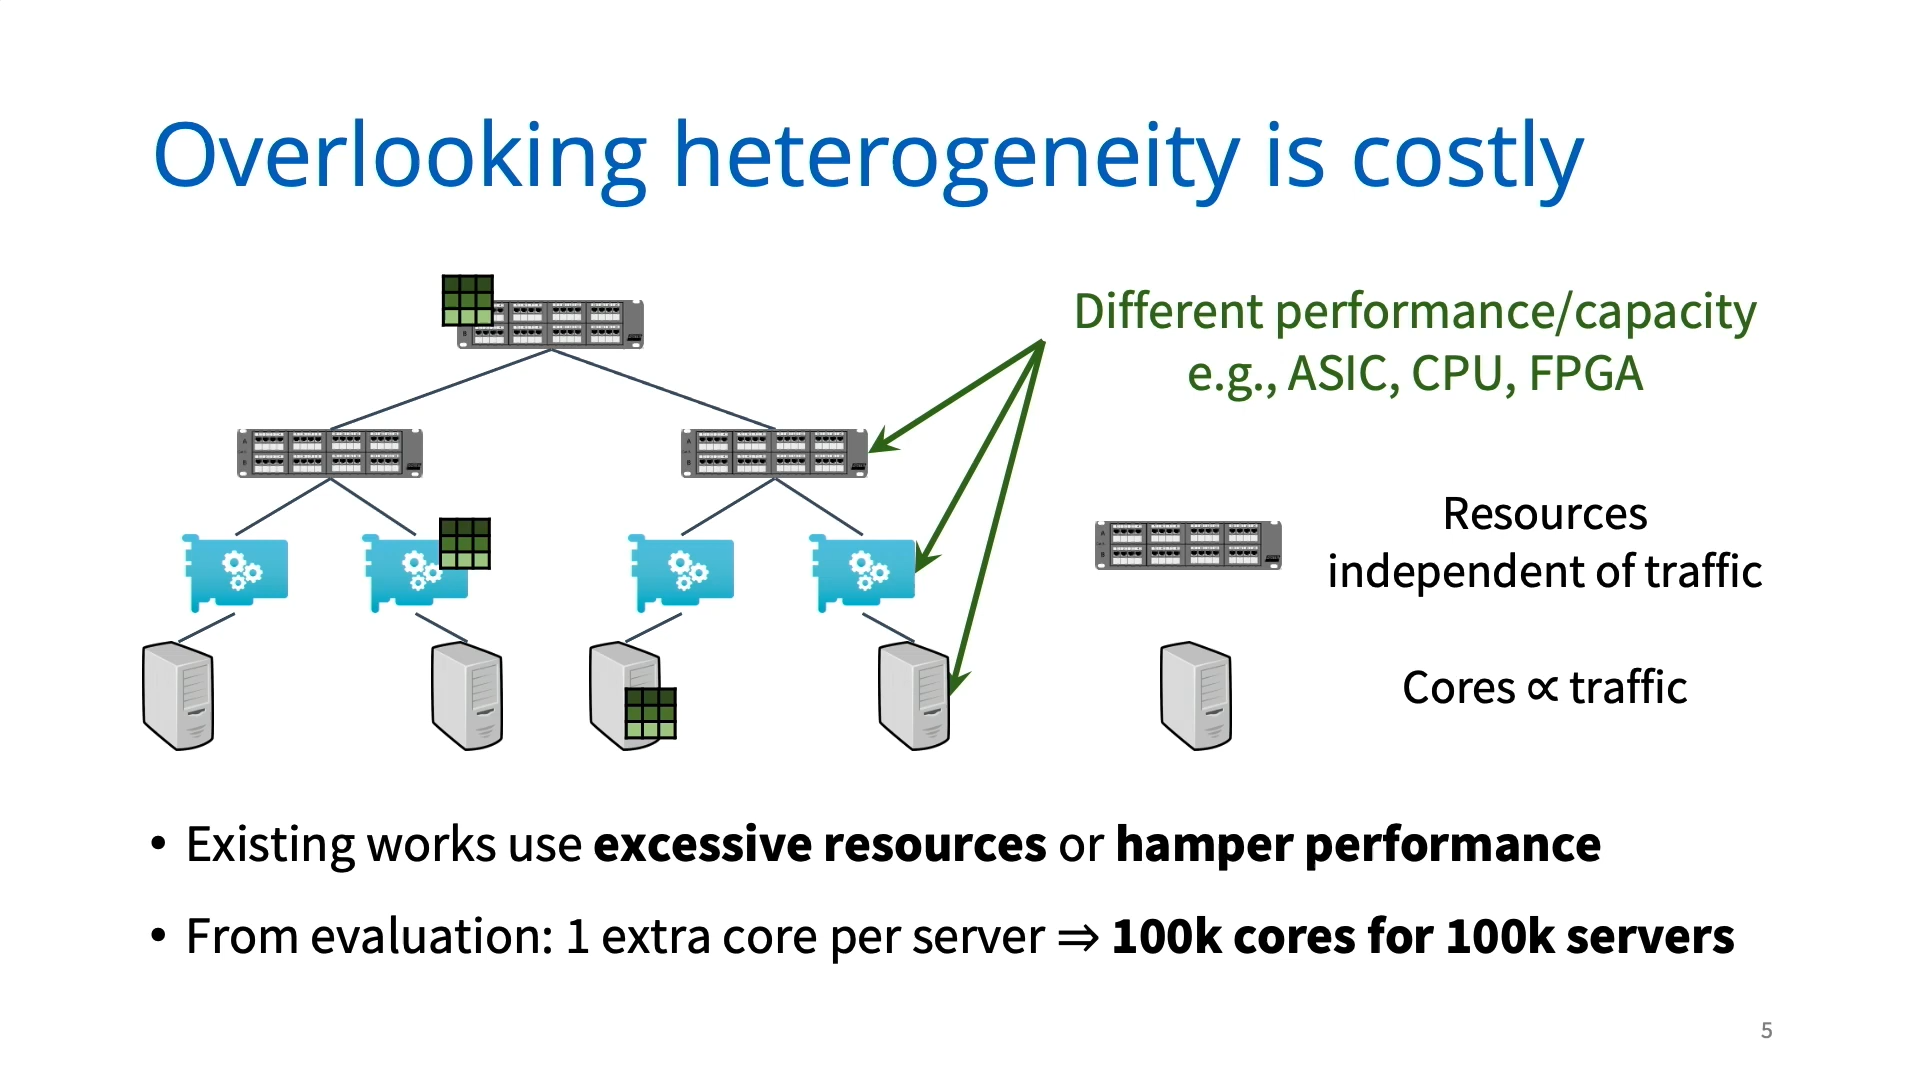 Overlooking heterogeneity is costly
Different performance/capacity
e.g., ASIC, CPU, FPGA
Resources
independent of traffic
Cores ∝ traffic
• Existing works use excessive resources or hamper performance
• From evaluation: 1 extra core per server ⇒ 100k cores for 100k servers
5